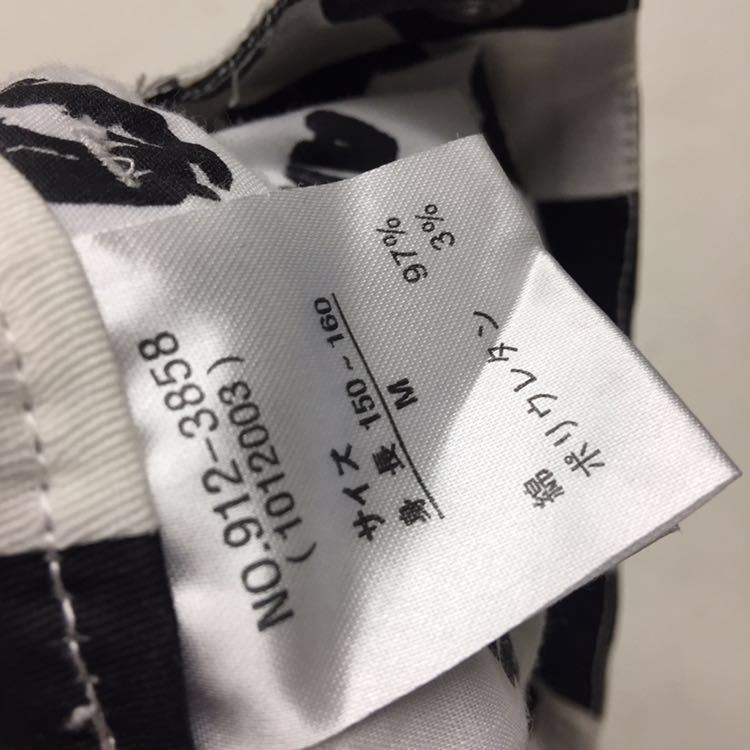 NO.912-3858
(1012003)
サイズ M
身長 150~160
綿 97%
ポリウレタン 3%